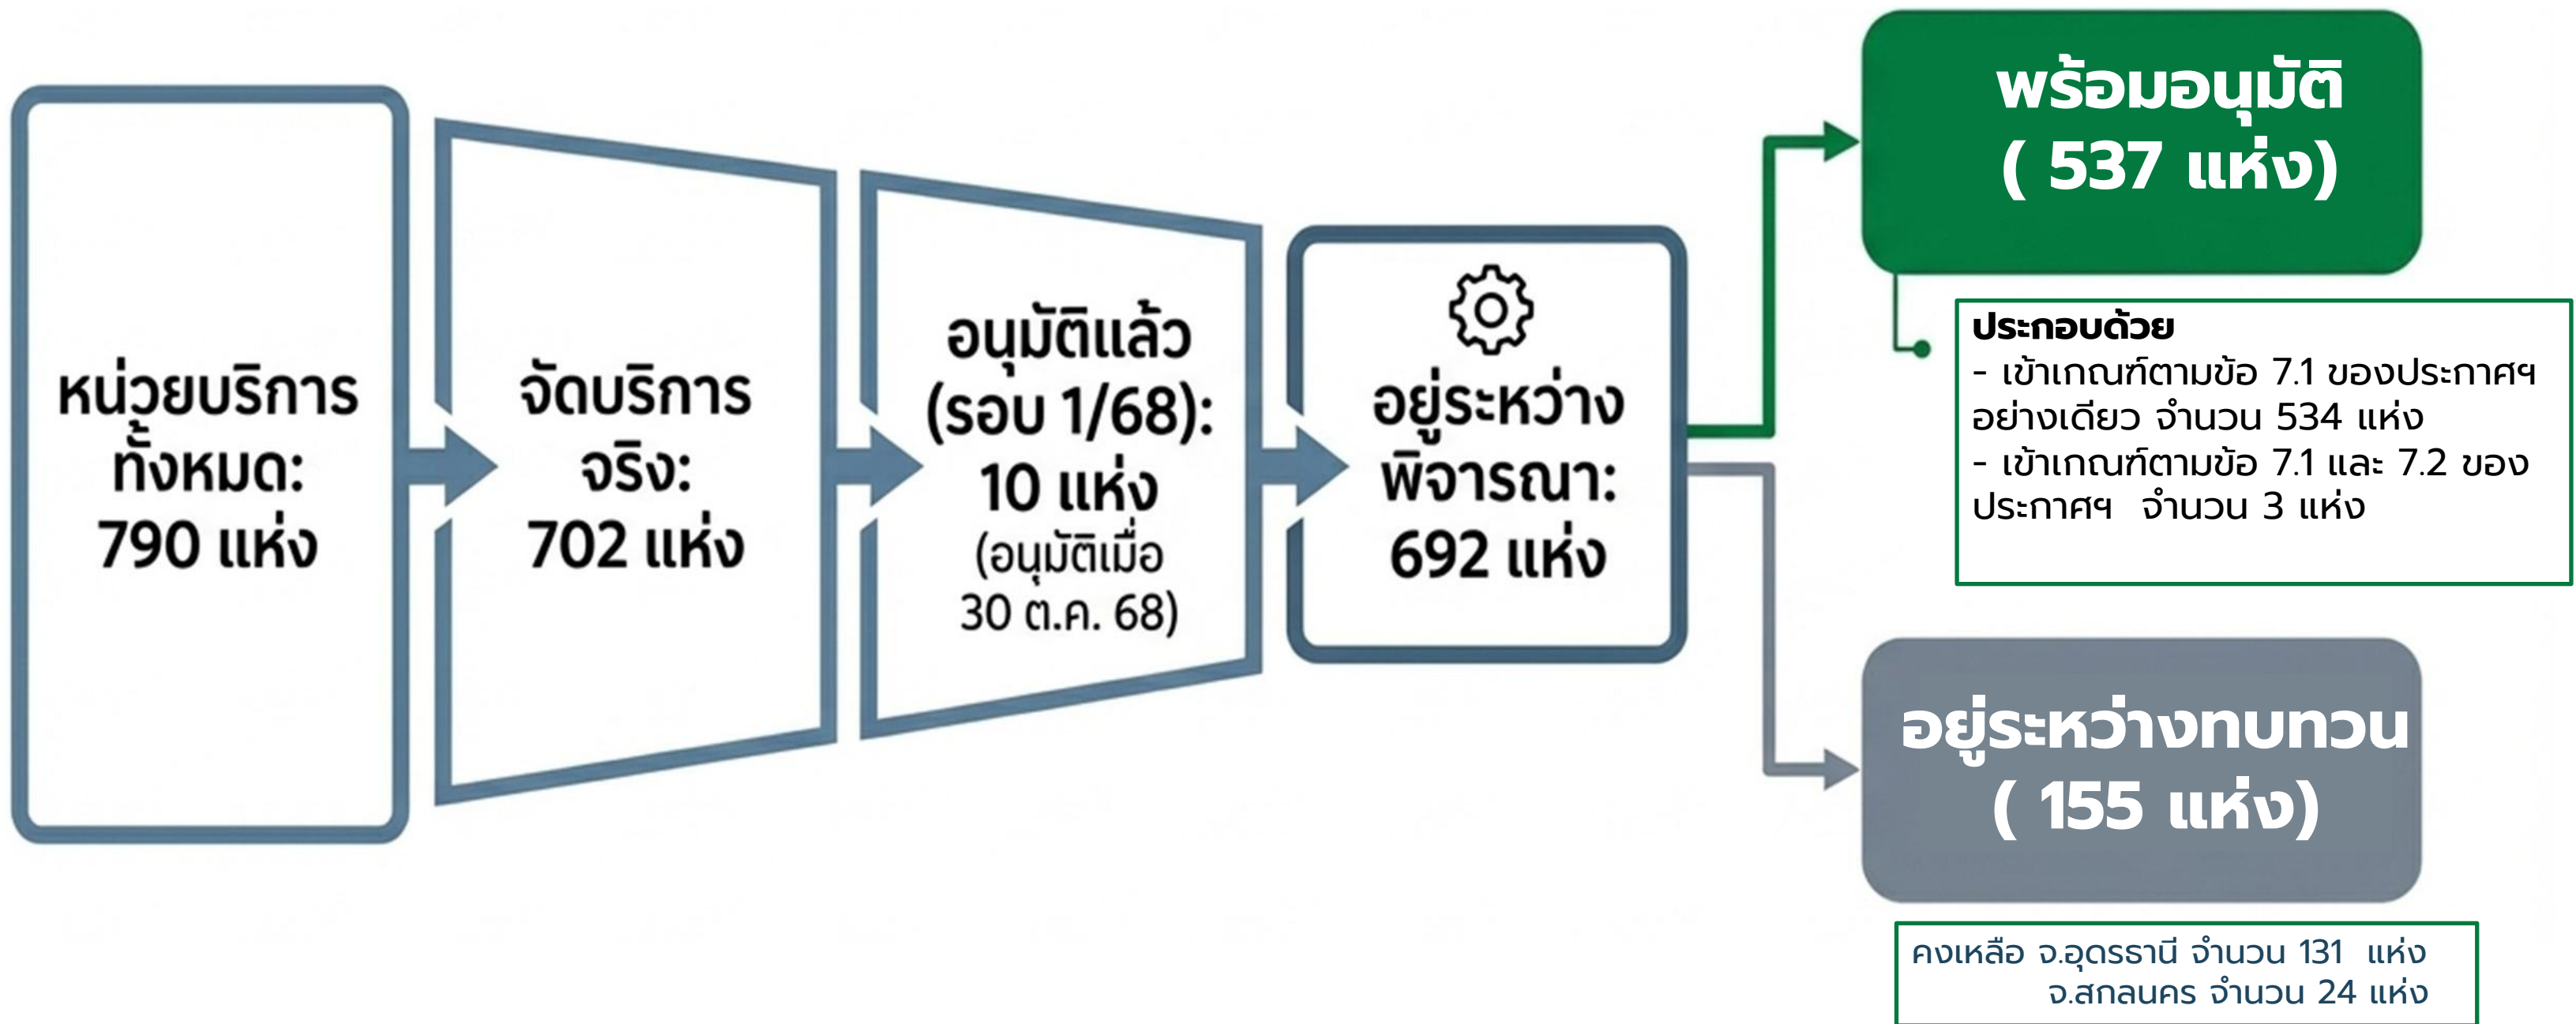 หน่วยบริการ
ทั้งหมด:
790 แห่ง
จัดบริการ
จริง:
702 แห่ง
อนุมัติแล้ว
(รอบ 1/68):
10 แห่ง
(อนุมัติเมื่อ
30 ต.ค. 68)
อยู่ระหว่าง
พิจารณา:
692 แห่ง
พร้อมอนุมัติ
( 537 แห่ง)
ประกอบด้วย
- เข้าเกณฑ์ตามข้อ 7.1 ของประกาศฯ
อย่างเดียว จำนวน 534 แห่ง
- เข้าเกณฑ์ตามข้อ 7.1 และ 7.2 ของ
ประกาศฯ จำนวน 3 แห่ง
อยู่ระหว่างทบทวน
( 155 แห่ง)
คงเหลือ จ.อุดรธานี จำนวน 131 แห่ง
จ.สกลนคร จำนวน 24 แห่ง